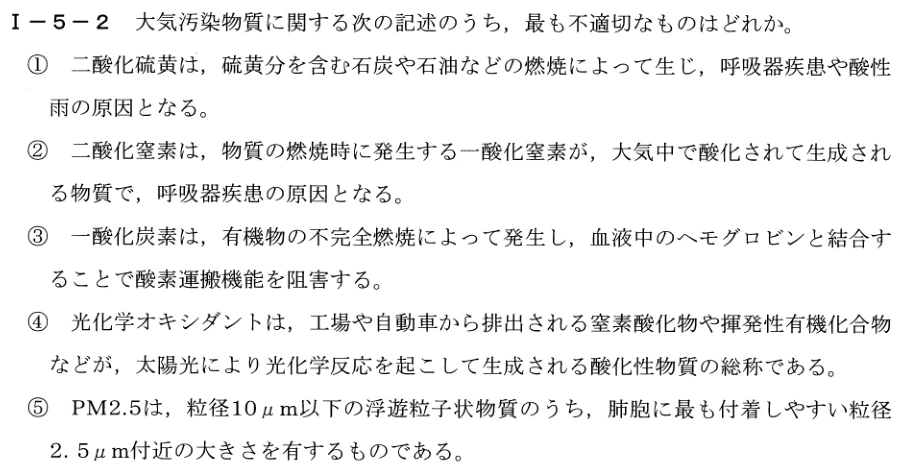 Ⅰ－５－２　大気汚染物質に関する次の記述のうち，最も不適切なものはどれか。
①　二酸化硫黄は，硫黄分を含む石炭や石油などの燃焼によって生じ，呼吸器疾患や酸性
雨の原因となる。
②　二酸化窒素は，物質の燃焼時に発生する一酸化窒素が，大気中で酸化されて生成され
る物質で，呼吸器疾患の原因となる。
③　一酸化炭素は，有機物の不完全燃焼によって発生し，血液中のヘモグロビンと結合す
ることで酸素運搬機能を阻害する。
④　光化学オキシダントは，工場や自動車から排出される窒素酸化物や揮発性有機化合物
などが，太陽光により光化学反応を起こして生成される酸化性物質の総称である。
⑤　PM2.5は，粒径10μm以下の浮遊粒子状物質のうち，肺胞に最も付着しやすい粒径
2.5μm付近の大きさを有するものである。